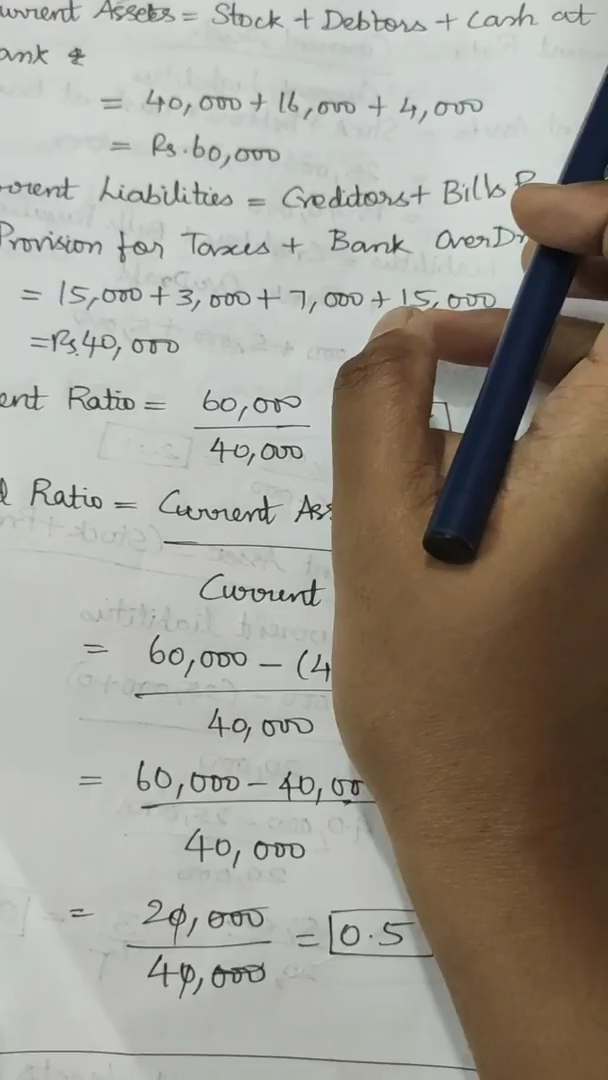 urrent Assets = Stock + Debtors + Cash at
ank &
= 40,000 + 16,000 + 4,000
= Rs. 60,000
rrent Liabilities = Creditors + Bills P
Provision for Taxes + Bank OverDr
= 15,000 + 3,000 + 7,000 + 15,000
= Rs. 40,000
ent Ratio = 60,000
40,000
d Ratio = Current Ass
Current
= 60,000 - (4
40,000
= 60,000 - 40,00
40,000
= 20,000 = 0.5
40,000